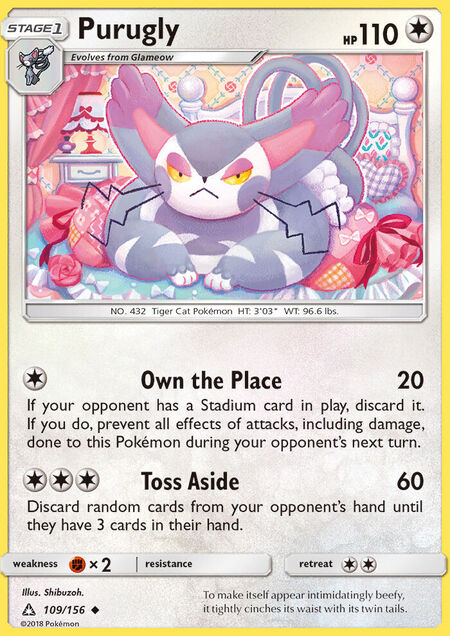 STAGE 1
Purugly
HP 110
Evolves from Glameow
NO. 432 Tiger Cat Pokémon HT: 3'03" WT: 96.6 lbs.
Own the Place 20
If your opponent has a Stadium card in play, discard it.
If you do, prevent all effects of attacks, including damage,
done to this Pokémon during your opponent's next turn.
Toss Aside 60
Discard random cards from your opponent's hand until
they have 3 cards in their hand.
weakness ×2 resistance retreat
Illus. Shibuzoh.
109/156
©2018 Pokémon
To make itself appear intimidatingly beefy,
it tightly cinches its waist with its twin tails.